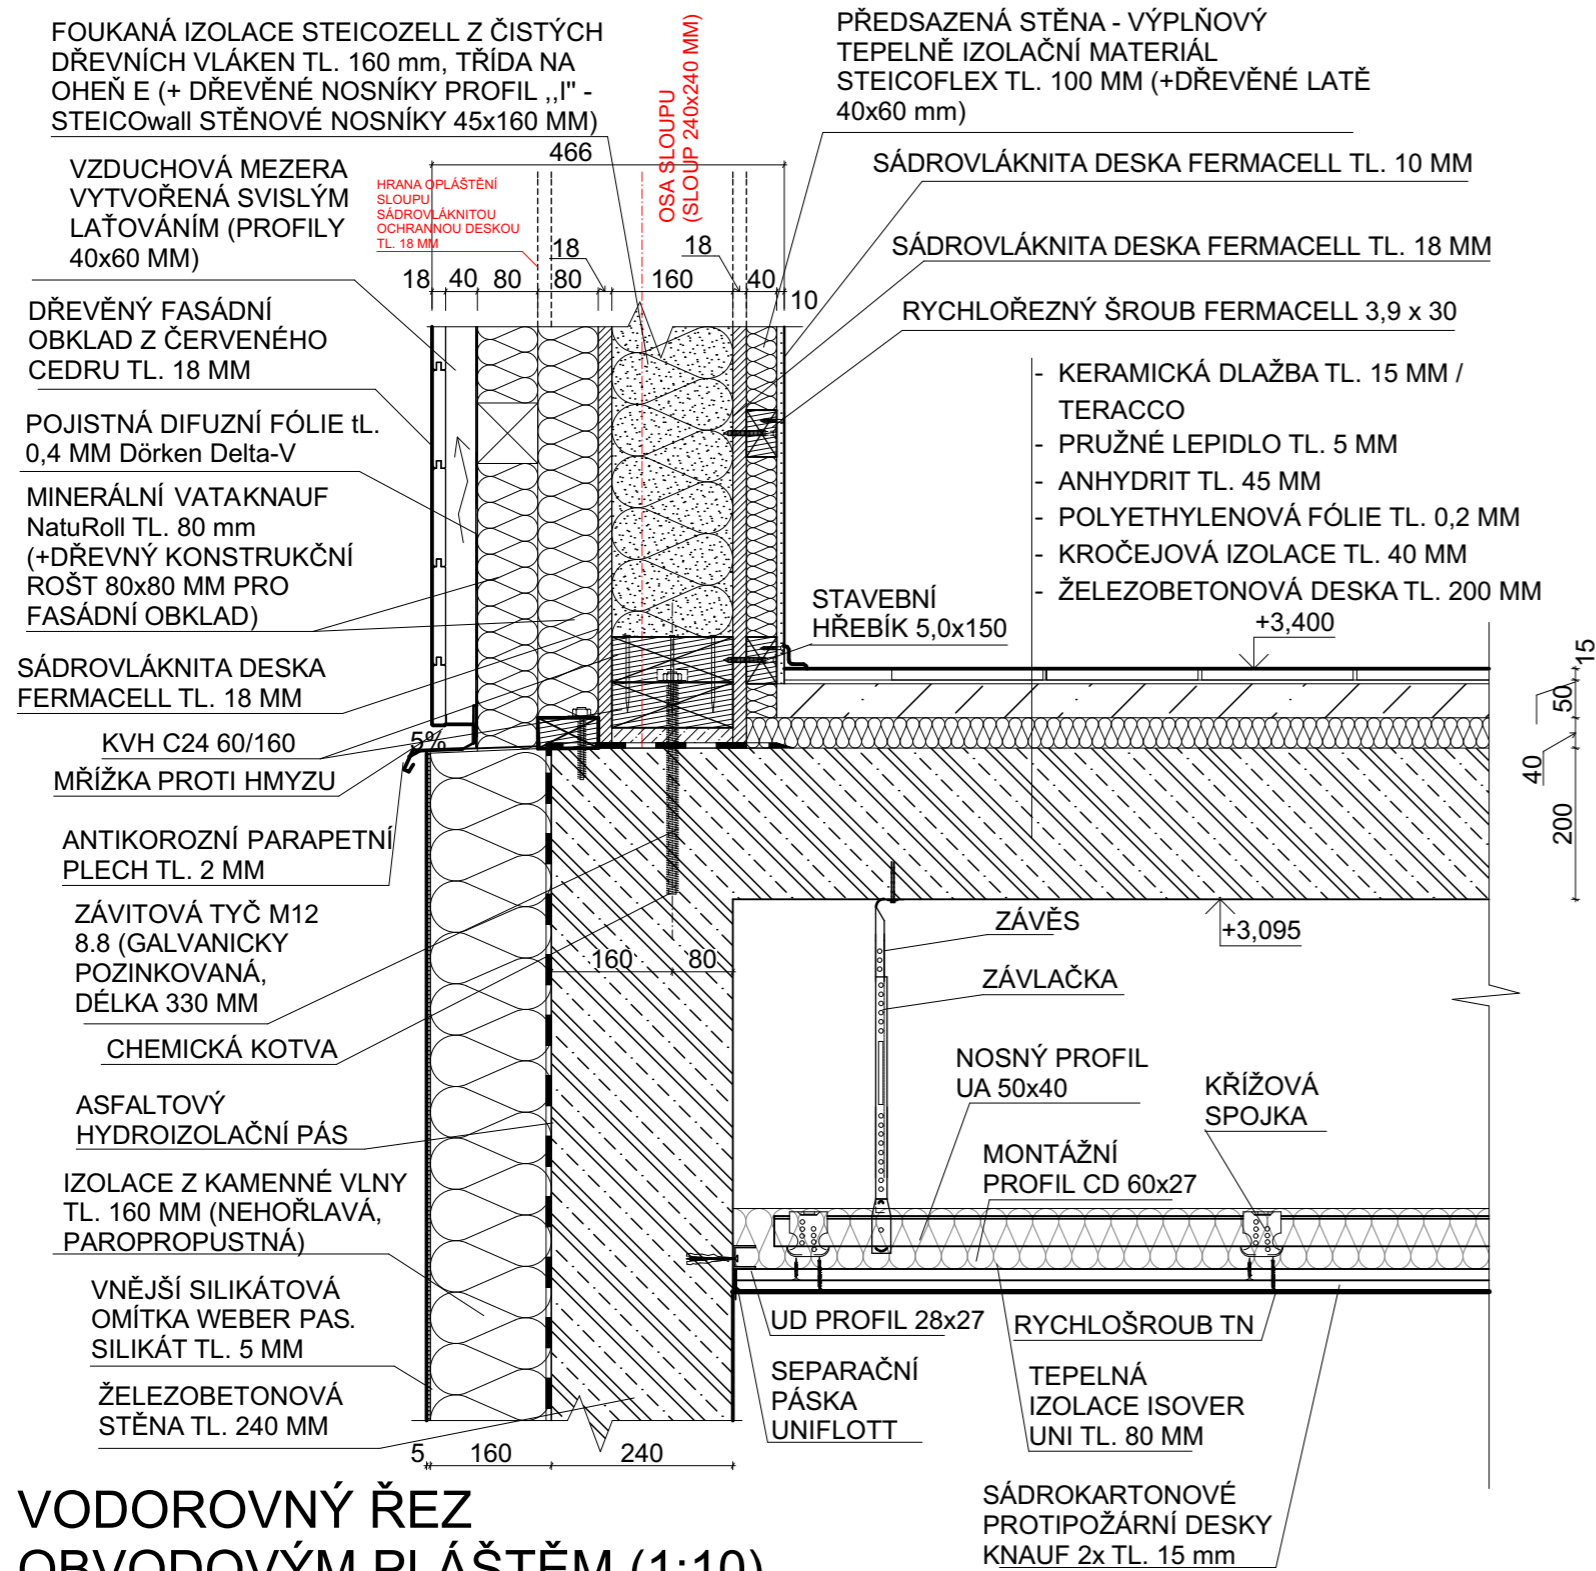 FOUKANÁ IZOLACE STEICOZELL Z ČISTÝCH
DŘEVNÍCH VLÁKEN TL. 160 mm, TŘÍDA NA
OHEŇ E (+ DŘEVĚNÉ NOSNÍKY PROFIL ,,I" -
STEICOwall STĚNOVÉ NOSNÍKY 45x160 MM)
VZDUCHOVÁ MEZERA
VYTVOŘENÁ SVISLÝM
LAŤOVÁNÍM (PROFILY
40x60 MM)
DŘEVĚNÝ FASÁDNÍ
OBKLAD Z ČERVENÉHO
CEDRU TL. 18 MM
POJISTNÁ DIFUZNÍ FÓLIE tL.
0,4 MM Dörken Delta-V
MINERÁLNÍ VATAKNAUF
NatuRoll TL. 80 mm
(+DŘEVNÝ KONSTRUKČNÍ
ROŠT 80x80 MM PRO
FASÁDNÍ OBKLAD)
SÁDROVLÁKNITA DESKA
FERMACELL TL. 18 MM
KVH C24 60/160
5%
MŘÍŽKA PROTI HMYZU
ANTIKOROZNÍ PARAPETNÍ
PLECH TL. 2 MM
ZÁVITOVÁ TYČ M12
8.8 (GALVANICKY
POZINKOVANÁ,
DÉLKA 330 MM
CHEMICKÁ KOTVA
ASFALTOVÝ
HYDROIZOLAČNÍ PÁS
IZOLACE Z KAMENNÉ VLNY
TL. 160 MM (NEHOŘLAVÁ,
PAROPROPUSTNÁ)
VNĚJŠÍ SILIKÁTOVÁ
OMÍTKA WEBER PAS.
SILIKÁT TL. 5 MM
ŽELEZOBETONOVÁ
STĚNA TL. 240 MM
466
HRANA OPLÁŠTĚNÍ
SLOUPU
SÁDROVLÁKNITOU
OCHRANNOU DESKOU
TL. 18 MM
OSA SLOUPU
(SLOUP 240x240 MM)
18
18
18 40 80 80 160 40 10
PŘEDSAZENÁ STĚNA - VÝPLŇOVÝ
TEPELNĚ IZOLAČNÍ MATERIÁL
STEICOFLEX TL. 100 MM (+DŘEVĚNÉ LATĚ
40x60 mm)
SÁDROVLÁKNITA DESKA FERMACELL TL. 10 MM
SÁDROVLÁKNITA DESKA FERMACELL TL. 18 MM
RYCHLOŘEZNÝ ŠROUB FERMACELL 3,9 x 30
- KERAMICKÁ DLAŽBA TL. 15 MM /
TERACCO
- PRUŽNÉ LEPIDLO TL. 5 MM
- ANHYDRIT TL. 45 MM
- POLYETHYLENOVÁ FÓLIE TL. 0,2 MM
- KROČEJOVÁ IZOLACE TL. 40 MM
- ŽELEZOBETONOVÁ DESKA TL. 200 MM
STAVEBNÍ
HŘEBÍK 5,0x150
+3,400
15
50
40
200
+3,095
160 80
ZÁVĚS
ZÁVLAČKA
NOSNÝ PROFIL
UA 50x40
KŘÍŽOVÁ
SPOJKA
MONTÁŽNÍ
PROFIL CD 60x27
UD PROFIL 28x27
RYCHLOŠROUB TN
SEPARAČNÍ
PÁSKA
UNIFLOTT
TEPELNÁ
IZOLACE ISOVER
UNI TL. 80 MM
SÁDROKARTONOVÉ
PROTIPOŽÁRNÍ DESKY
KNAUF 2x TL. 15 mm
5 160 240
VODOROVNÝ ŘEZ
OBVODOVÝM PLÁŠTĚM (1:10)